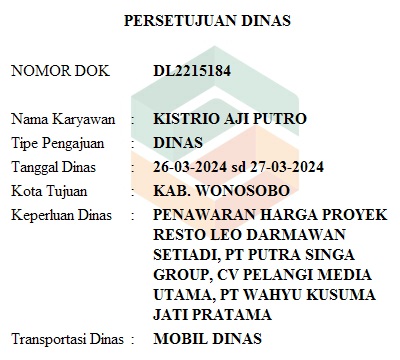 PERSETUJUAN DINAS
NOMOR DOK DL2215184
Nama Karyawan : KISTRIO AJI PUTRO
Tipe Pengajuan : DINAS
Tanggal Dinas : 26-03-2024 sd 27-03-2024
Kota Tujuan : KAB. WONOSOBO
Keperluan Dinas : PENAWARAN HARGA PROYEK
RESTO LEO DARMAWAN
SETIADI, PT PUTRA SINGA
GROUP, CV PELANGI MEDIA
UTAMA, PT WAHYU KUSUMA
JATI PRATAMA
Transportasi Dinas : MOBIL DINAS